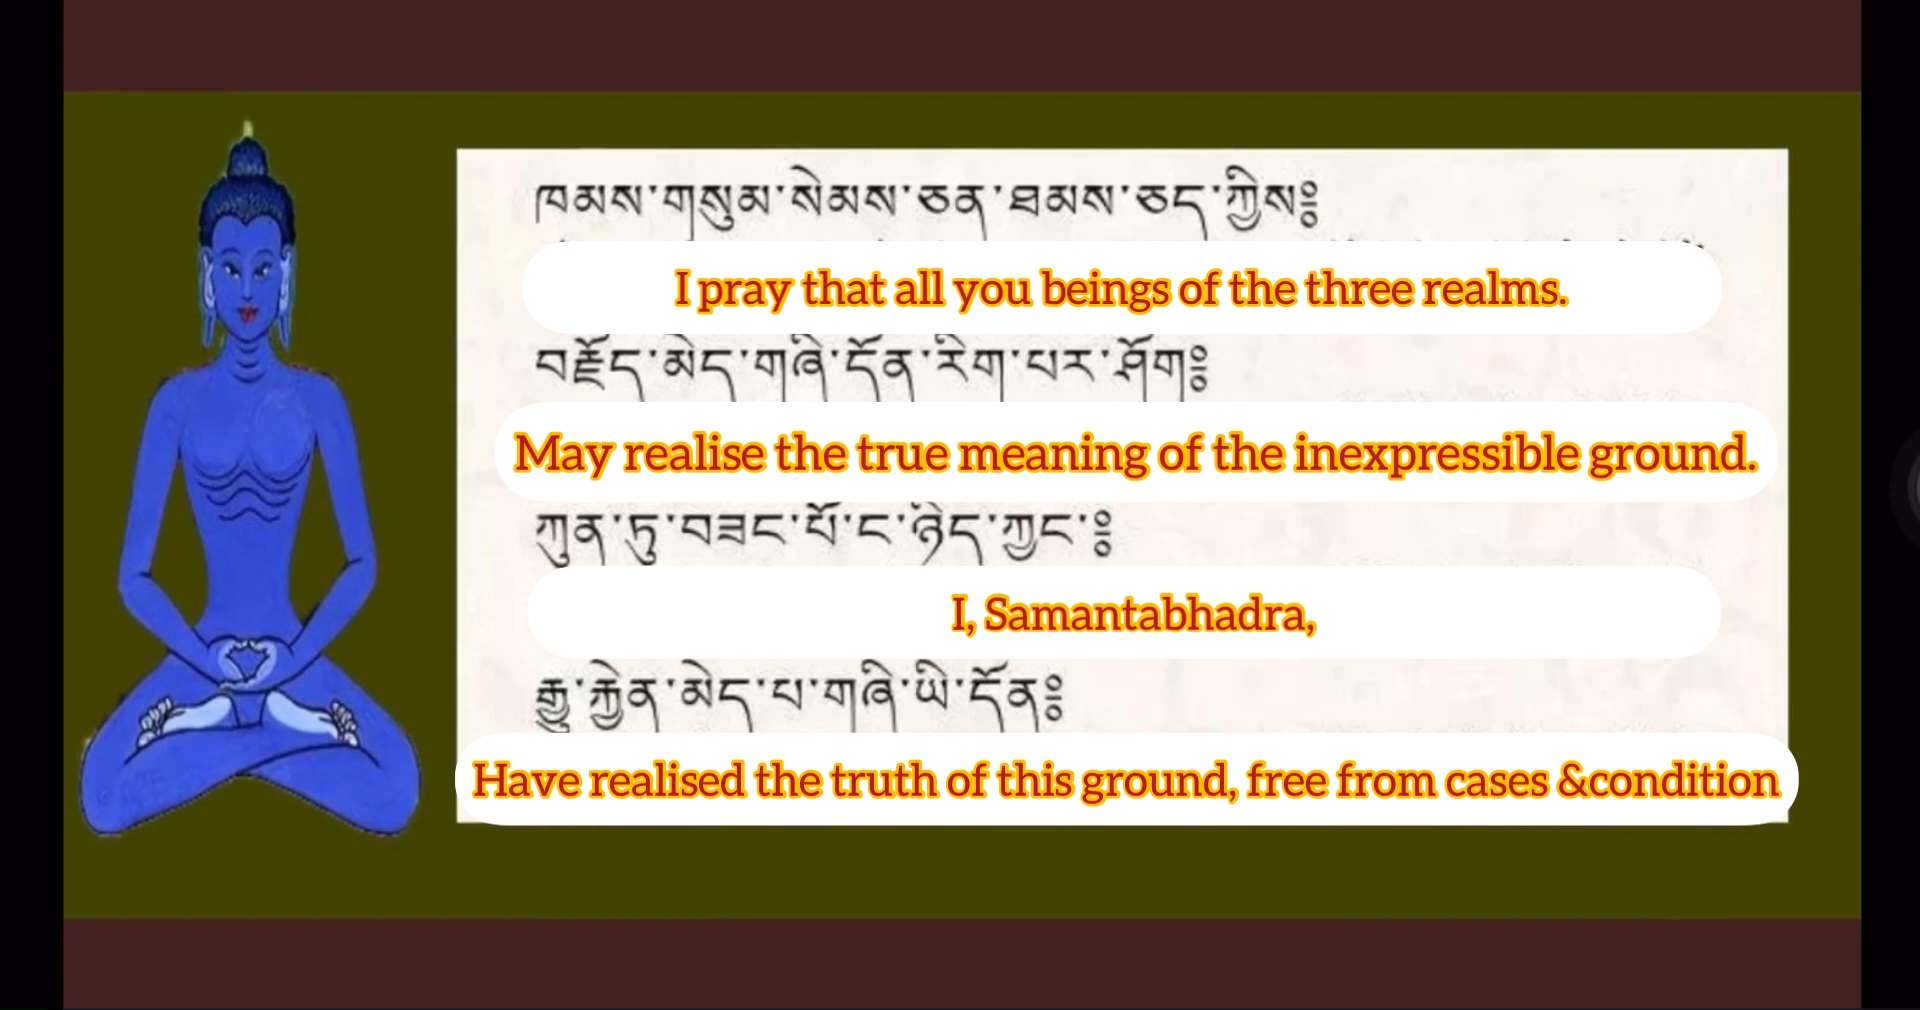 ཁམས་གསུམ་སེམས་ཅན་ཐམས་ཅད་ཀྱིས༔
I pray that all you beings of the three realms.
བརྗོད་མེད་གཞི་དོན་རིག་པར་ཤོག༔
May realise the true meaning of the inexpressible ground.
ཀུན་ཏུ་བཟང་པོ་ང་ཉིད་ཀྱང་༔
I, Samantabhadra,
རྒྱུ་རྐྱེན་མེད་པ་གཞི་ཡི་དོན༔
Have realised the truth of this ground, free from cases &condition